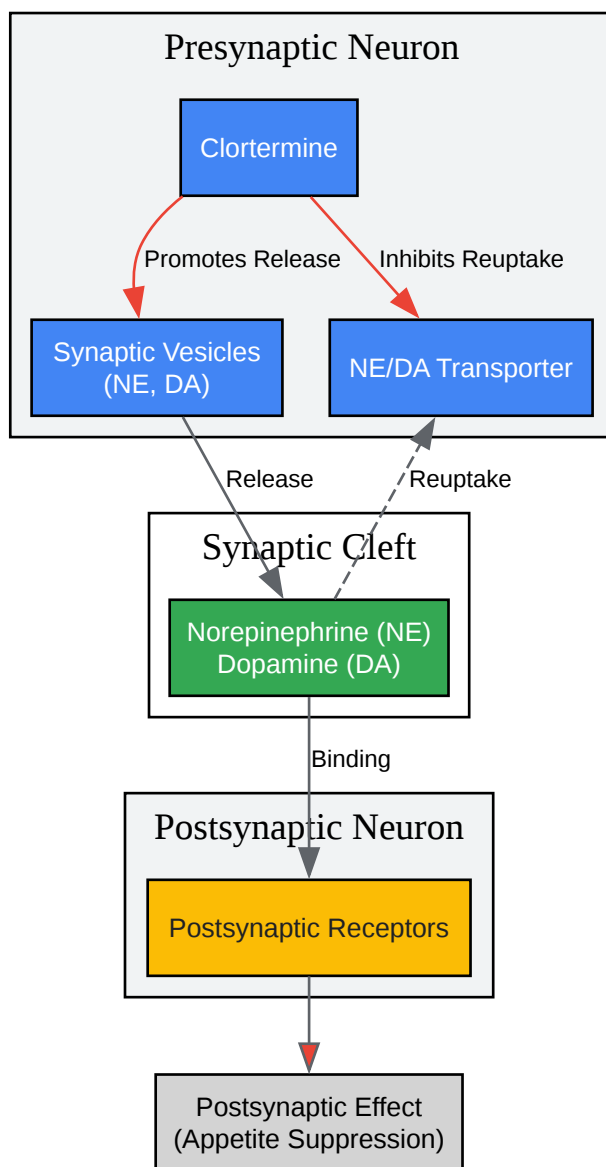 Presynaptic Neuron
Clortermine
Promotes Release
Inhibits Reuptake
Synaptic Vesicles
(NE, DA)
NE/DA Transporter
Release
Reuptake
Synaptic Cleft
Norepinephrine (NE)
Dopamine (DA)
Binding
Postsynaptic Neuron
Postsynaptic Receptors
Postsynaptic Effect
(Appetite Suppression)